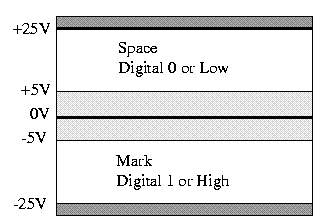 +25V
Space
Digital 0 or Low
+5V
0V
-5V
Mark
Digital 1 or High
-25V